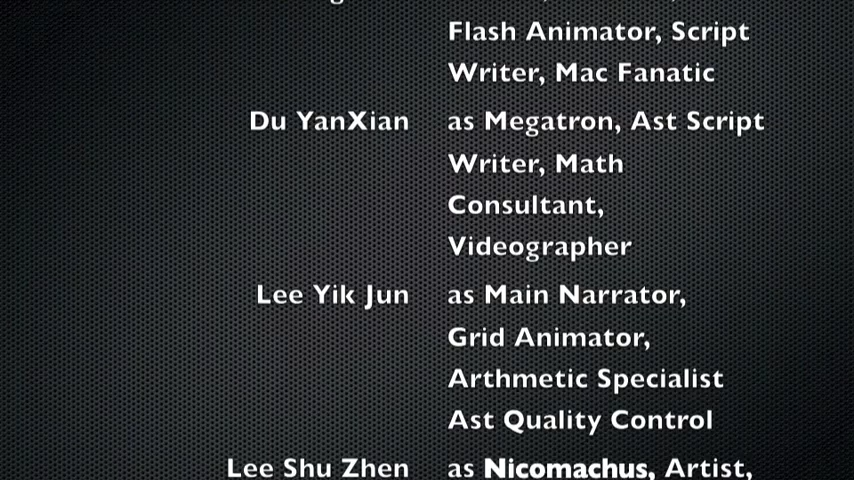 Flash Animator, Script
Writer, Mac Fanatic
Du YanXian as Megatron, Ast Script
Writer, Math
Consultant,
Videographer
Lee Yik Jun as Main Narrator,
Grid Animator,
Arthmetic Specialist
Ast Quality Control
Lee Shu Zhen as Nicomachus, Artist,